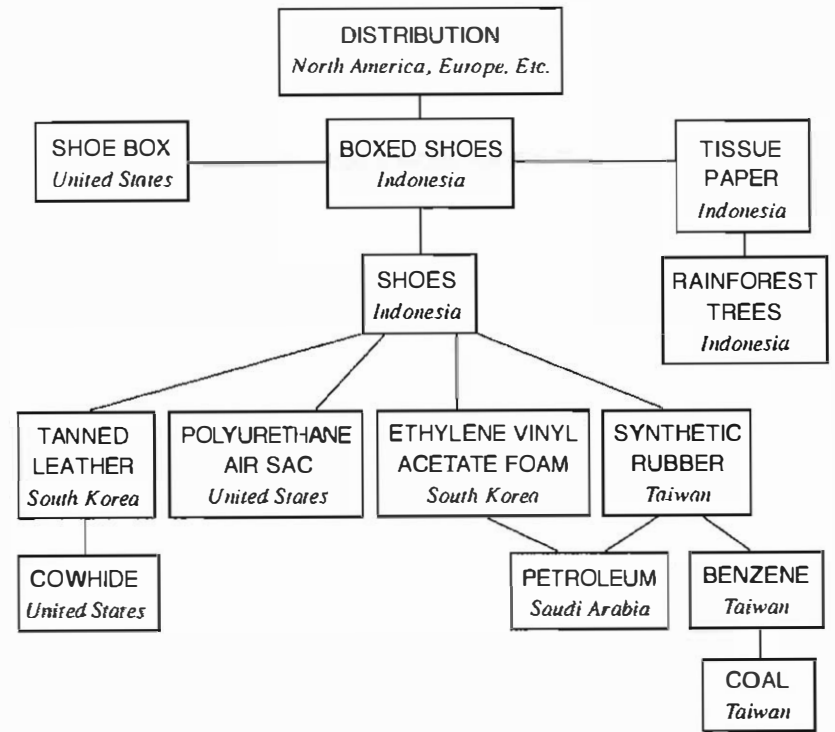 DISTRIBUTION
North America, Europe, Etc.
SHOE BOX
United States
BOXED SHOES
Indonesia
TISSUE
PAPER
Indonesia
SHOES
Indonesia
RAINFOREST
TREES
Indonesia
TANNED
LEATHER
South Korea
POLYURETHANE
AIR SAC
United States
ETHYLENE VINYL
ACETATE FOAM
South Korea
SYNTHETIC
RUBBER
Taiwan
COWHIDE
United States
PETROLEUM
Saudi Arabia
BENZENE
Taiwan
COAL
Taiwan